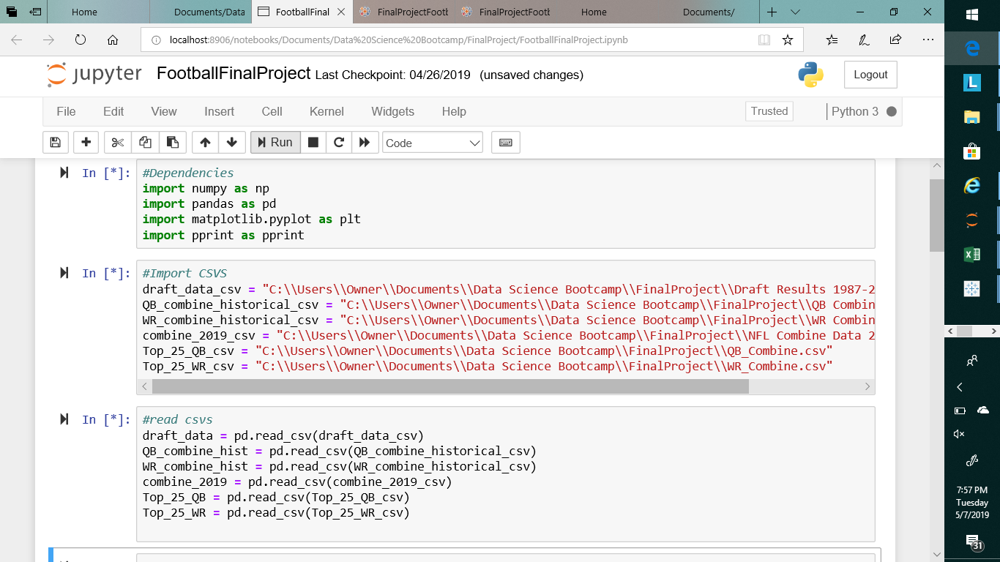 Home
Documents/Data
FootballFinal
FinalProjectFootb
FinalProjectFootb
Home
Documents/
localhost:8906/notebooks/Documents/Data%20Science%20Bootcamp/FinalProject/FootballFinalProject.ipynb
jupyter FootballFinalProject Last Checkpoint: 04/26/2019 (unsaved changes)
Logout
File Edit View Insert Cell Kernel Widgets Help
Trusted
Python 3
Run
Code
In [*]:
#Dependencies
import numpy as np
import pandas as pd
import matplotlib.pyplot as plt
import pprint as pprint
In [*]:
#Import CSVS
draft_data_csv = "C:\\Users\\Owner\\Documents\\Data Science Bootcamp\\FinalProject\\Draft Results 1987-2
QB_combine_historical_csv = "C:\\Users\\Owner\\Documents\\Data Science Bootcamp\\FinalProject\\QB Combin
WR_combine_historical_csv = "C:\\Users\\Owner\\Documents\\Data Science Bootcamp\\FinalProject\\WR Combin
combine_2019_csv = "C:\\Users\\Owner\\Documents\\Data Science Bootcamp\\FinalProject\\NFL Combine Data 2
Top_25_QB_csv = "C:\\Users\\Owner\\Documents\\Data Science Bootcamp\\FinalProject\\QB_Combine.csv"
Top_25_WR_csv = "C:\\Users\\Owner\\Documents\\Data Science Bootcamp\\FinalProject\\WR_Combine.csv"
In [*]:
#read csvs
draft_data = pd.read_csv(draft_data_csv)
QB_combine_hist = pd.read_csv(QB_combine_historical_csv)
WR_combine_hist = pd.read_csv(WR_combine_historical_csv)
combine_2019 = pd.read_csv(combine_2019_csv)
Top_25_QB = pd.read_csv(Top_25_QB_csv)
Top_25_WR = pd.read_csv(Top_25_WR_csv)
L
7:57 PM
Tuesday
5/7/2019
31